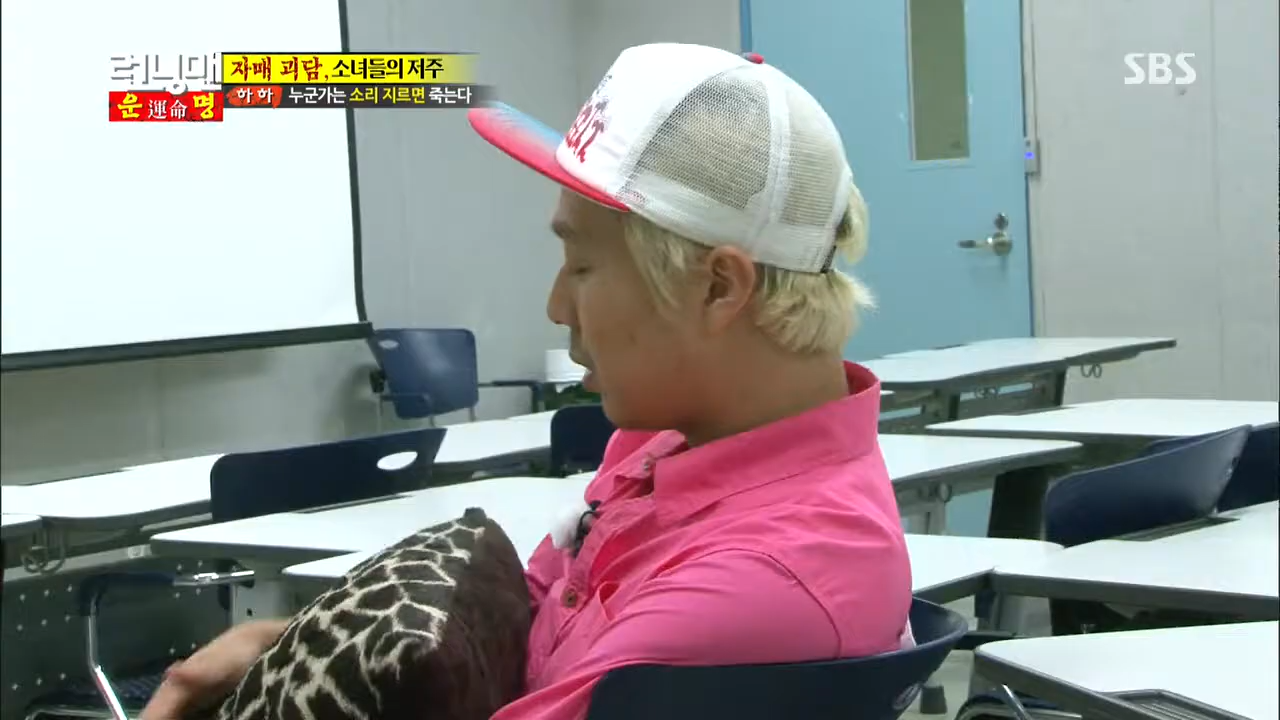 런닝맨
자매 괴담, 소녀들의 저주
SBS
운運命명
하하 누군가는 소리 지르면 죽는다